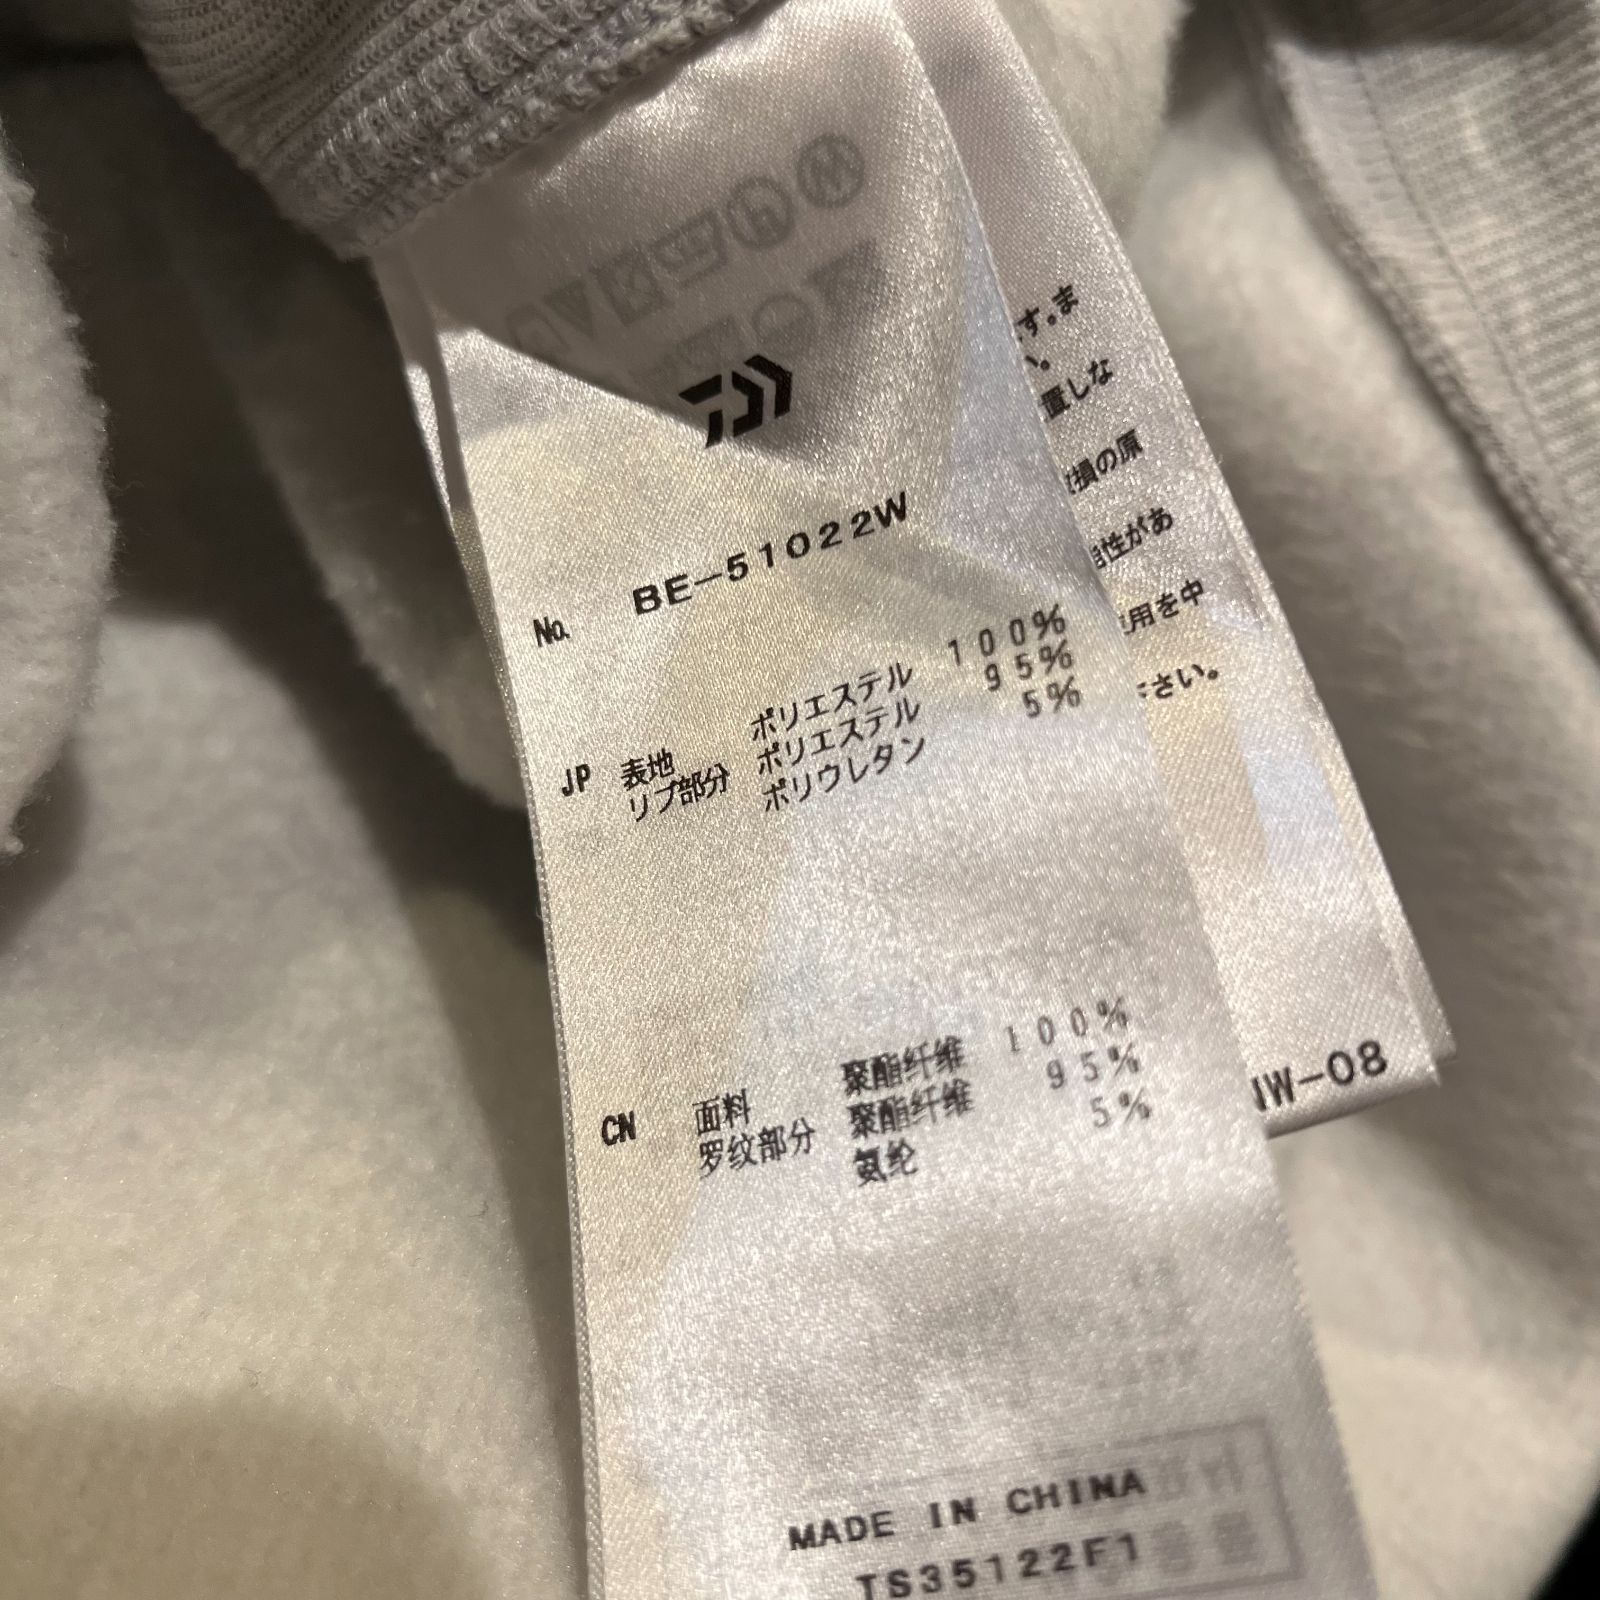 No. BE-51022W
JP 表地 ポリエステル 100%
リブ部分 ポリエステル 95%
ポリウレタン 5%
CN 面料 聚酯纤维 100%
罗纹部分 聚酯纤维 95%
氨纶 5%
MADE IN CHINA
TS35122F1
す。ま
い。
置しな
損の原
性があ
用を中
さい。
W-08